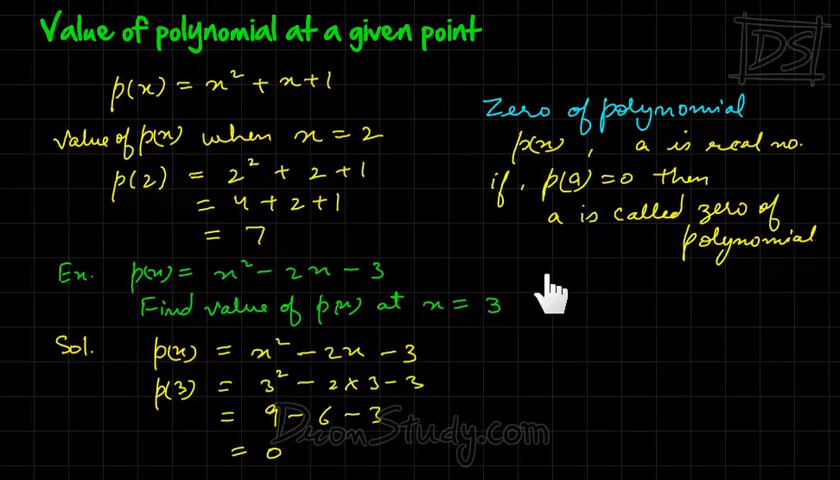 Value of polynomial at a given point
DS
p(x) = x² + x + 1
Value of p(x) when x = 2
p(2) = 2² + 2 + 1
= 4 + 2 + 1
= 7
Ex. p(x) = x² - 2x - 3
Find value of p(x) at x = 3
Sol. p(x) = x² - 2x - 3
p(3) = 3² - 2 × 3 - 3
= 9 - 6 - 3
= 0
Zero of polynomial
p(x), a is real no.
if, p(a) = 0 then
a is called zero of
polynomial
DronStudy.com